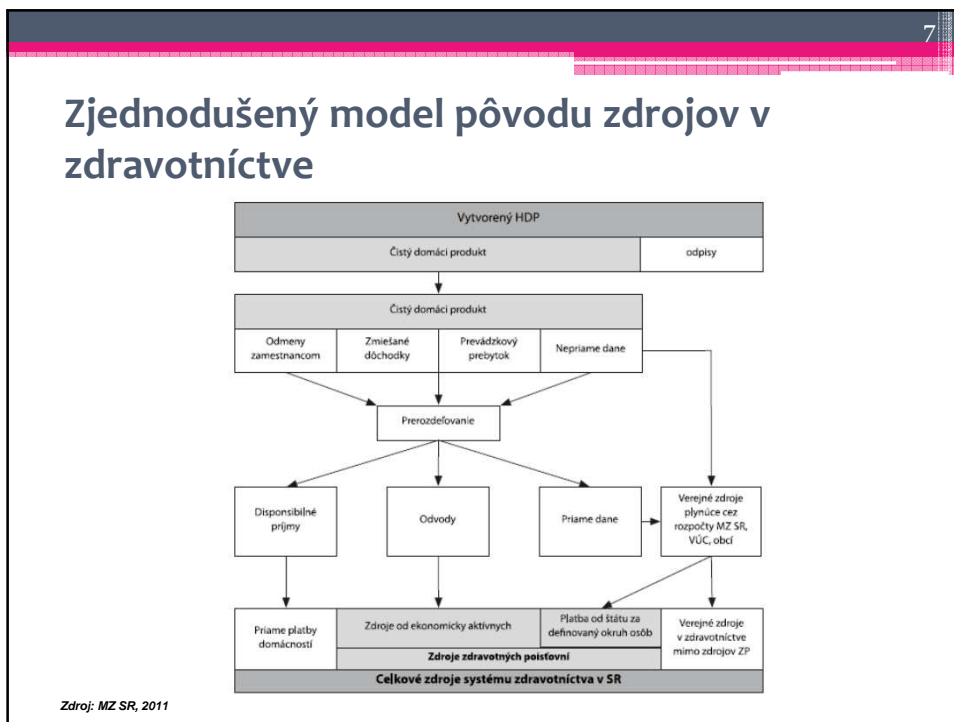 7
Zjednodušený model pôvodu zdrojov v
zdravotníctve
Vytvorený HDP
Čistý domáci produkt
odpisy
Čistý domáci produkt
Odmeny
zamestnancom
Zmiešané
dôchodky
Prevádzkový
prebytok
Nepriame dane
Prerozdeľovanie
Disponibilné
príjmy
Odvody
Priame dane
Verejné zdroje
plynúce cez
rozpočty MZ SR,
VÚC, obcí
Priame platby
domácností
Zdroje od ekonomicky aktívnych
Platba od štátu za
definovaný okruh osôb
Verejné zdroje
v zdravotníctve
mimo zdrojov ZP
Zdroje zdravotných poisťovní
Celkové zdroje systému zdravotníctva v SR
Zdroj: MZ SR, 2011